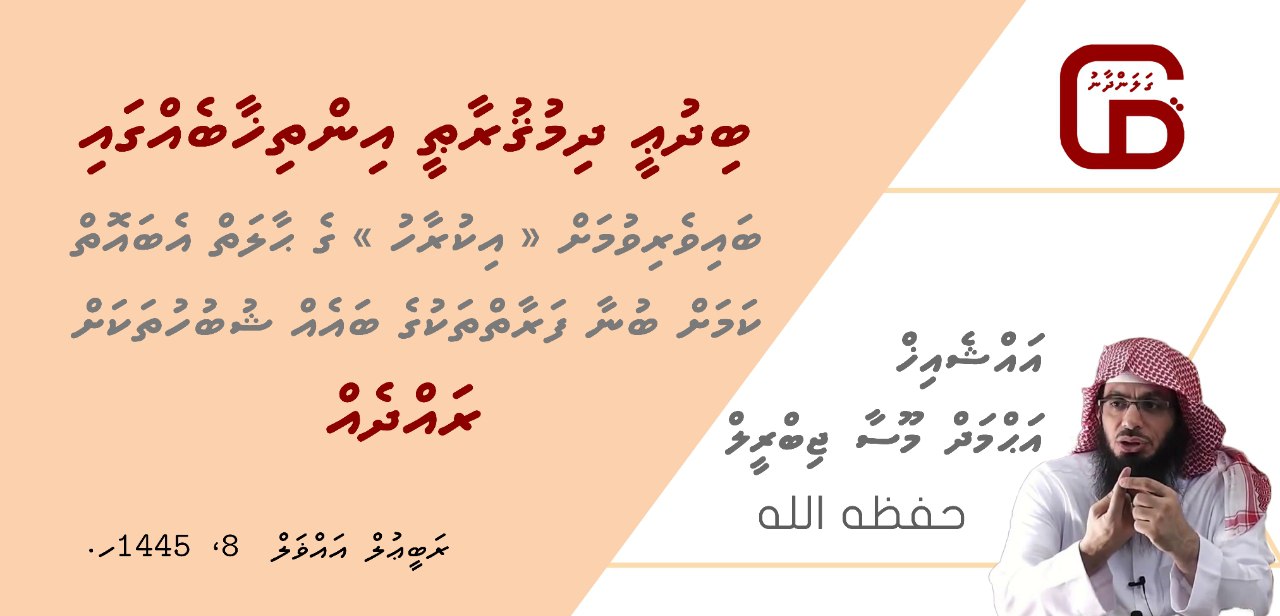 ގަލަންދާނު
ބިދުޢީ ދިމުޤުރާޠީ އިންތިޚާބެއްގައި
ބައިވެރިވުމަށް « އިކުރާހު » ގެ ޙާލަތް އެބައޮތް
ކަމަށް ބުނާ ފަރާތްތަކުގެ ބައެއް ޝުބުހުތަކަށް
ރައްދެއް
އައްޝެއިޚް
އަޙްމަދް މޫސާ ޖިބްރީލް
حفظه الله
ރަބީޢުލް އައްޥަލް 8، 1445ހ.